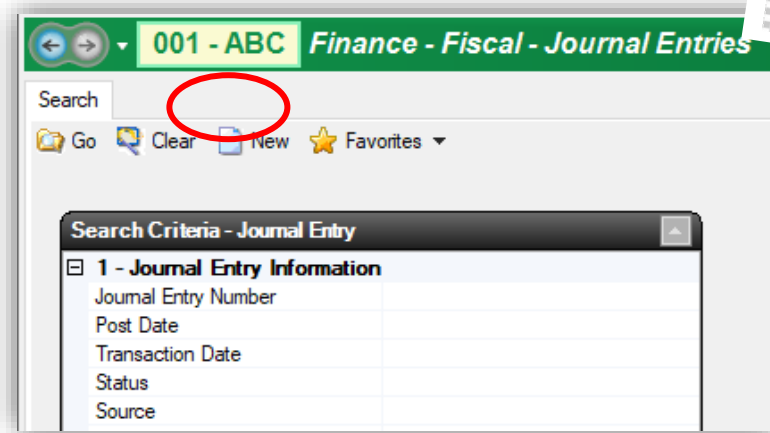 001 - ABC Finance - Fiscal - Journal Entries
Search
Go Clear New Favorites
Search Criteria - Journal Entry
1 - Journal Entry Information
Journal Entry Number
Post Date
Transaction Date
Status
Source